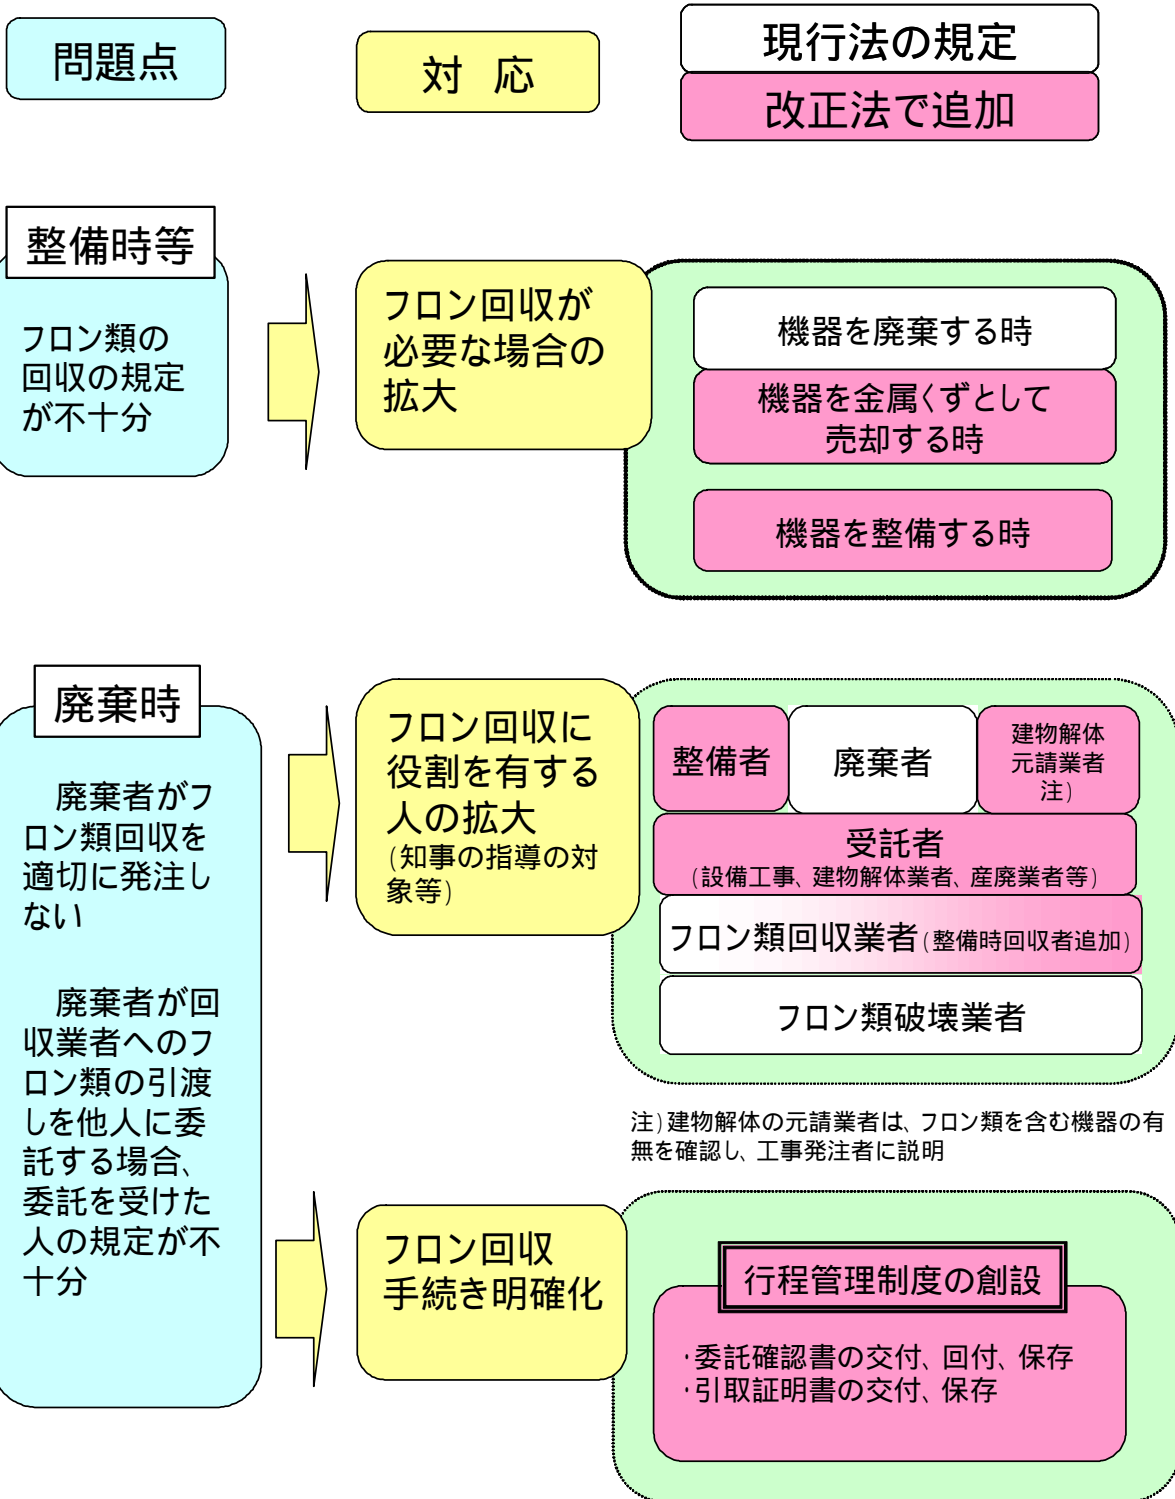 問題点
対 応
現行法の規定
改正法で追加
整備時等
フロン類の
回収の規定
が不十分
フロン回収が
必要な場合の
拡大
機器を廃棄する時
機器を金属くずとして
売却する時
機器を整備する時
廃棄時
廃棄者がフ
ロン類回収を
適切に発注し
ない
廃棄者が回
収業者へのフ
ロン類の引渡
しを他人に委
託する場合、
委託を受けた
人の規定が不
十分
フロン回収に
役割を有する
人の拡大
(知事の指導の対
象等)
整備者
廃棄者
建物解体
元請業者
注)
受託者
(設備工事、建物解体業者、産廃業者等)
フロン類回収業者(整備時回収者追加)
フロン類破壊業者
注)建物解体の元請業者は、フロン類を含む機器の有
無を確認し、工事発注者に説明
フロン回収
手続き明確化
行程管理制度の創設
・委託確認書の交付、回付、保存
・引取証明書の交付、保存